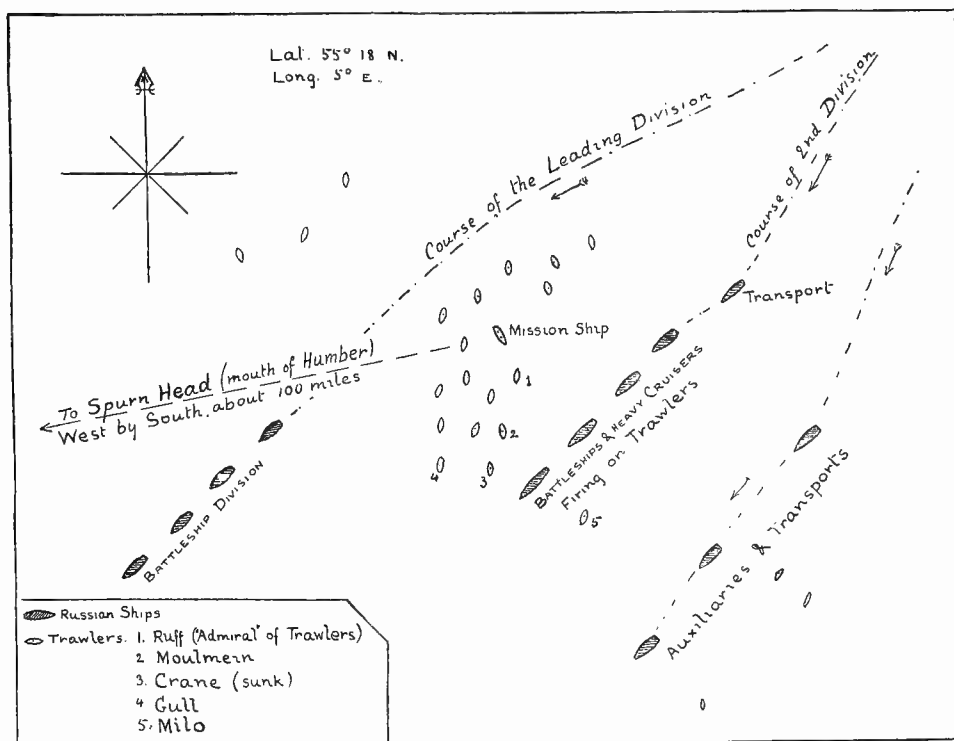 Lat. 55° 18 N.
Long. 5° E.
Course of the Leading Division
Course of 2nd Division
Transport
Mission Ship
To Spurn Head (mouth of Humber)
West by South, about 100 miles
1
2
3
4
5
BATTLESHIPS & HEAVY CRUISERS
Firing on Trawlers
BATTLESHIP DIVISION
Auxiliaries & Transports
Russian Ships
Trawlers. 1. Ruff ("Admiral" of Trawlers)
2 Moulmern
3. Crane (sunk)
4 Gull
5. Milo